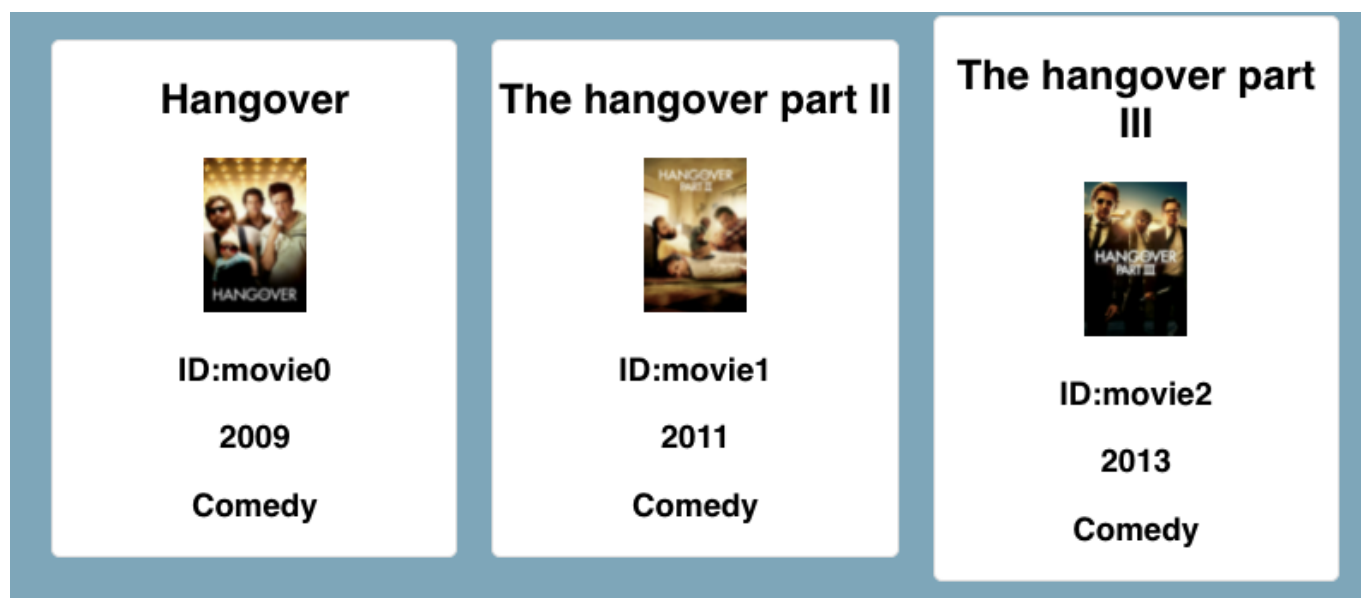 Hangover
HANGOVER
ID:movie0
2009
Comedy
The hangover part II
HANGOVER
PART II
ID:movie1
2011
Comedy
The hangover part
III
HANGOVER
PART III
ID:movie2
2013
Comedy